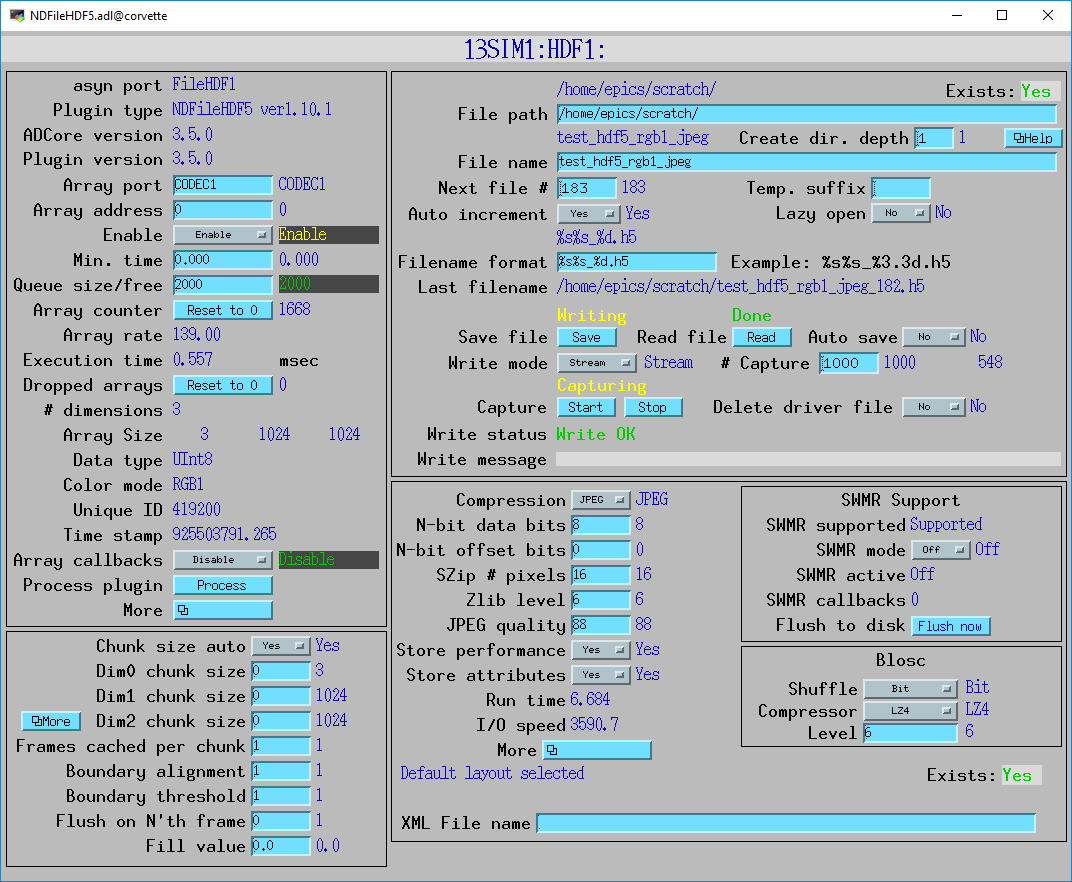 NDFileHDF5.adl@corvette
13SIM1:HDF1:
asyn port FileHDF1
Plugin type NDFileHDF5 ver1.10.1
ADCore version 3.5.0
Plugin version 3.5.0
Array port CODEC1 CODEC1
Array address 0 0
Enable Enable Enable
Min. time 0.000 0.000
Queue size/free 2000 2000
Array counter Reset to 0 1668
Array rate 139.00
Execution time 0.557 msec
Dropped arrays Reset to 0 0
# dimensions 3
Array Size 3 1024 1024
Data type UInt8
Color mode RGB1
Unique ID 419200
Time stamp 925503791.265
Array callbacks Disable Disable
Process plugin Process
More
Chunk size auto Yes Yes
Dim0 chunk size 0 3
Dim1 chunk size 0 1024
More Dim2 chunk size 0 1024
Frames cached per chunk 1 1
Boundary alignment 1 1
Boundary threshold 1 1
Flush on N'th frame 0 1
Fill value 0.0 0.0
/home/epics/scratch/ Exists: Yes
File path /home/epics/scratch/
test_hdf5_rgb1_jpeg Create dir. depth 1 1 Help
File name test_hdf5_rgb1_jpeg
Next file # 183 183 Temp. suffix
Auto increment Yes Yes Lazy open No No
%s%s_%d.h5
Filename format %s%s_%d.h5 Example: %s%s_%3.3d.h5
Last filename /home/epics/scratch/test_hdf5_rgb1_jpeg_182.h5
Writing Done
Save file Save Read file Read Auto save No No
Write mode Stream Stream # Capture 1000 1000 548
Capturing
Capture Start Stop Delete driver file No No
Write status Write OK
Write message
Compression JPEG JPEG
N-bit data bits 8 8
N-bit offset bits 0 0
SZip # pixels 16 16
Zlib level 6 6
JPEG quality 88 88
Store performance Yes Yes
Store attributes Yes Yes
Run time 6.684
I/O speed 3590.7
More
SWMR Support
SWMR supported Supported
SWMR mode Off Off
SWMR active Off
SWMR callbacks 0
Flush to disk Flush now
Blosc
Shuffle Bit Bit
Compressor LZ4 LZ4
Level 6 6
Default layout selected Exists: Yes
XML File name